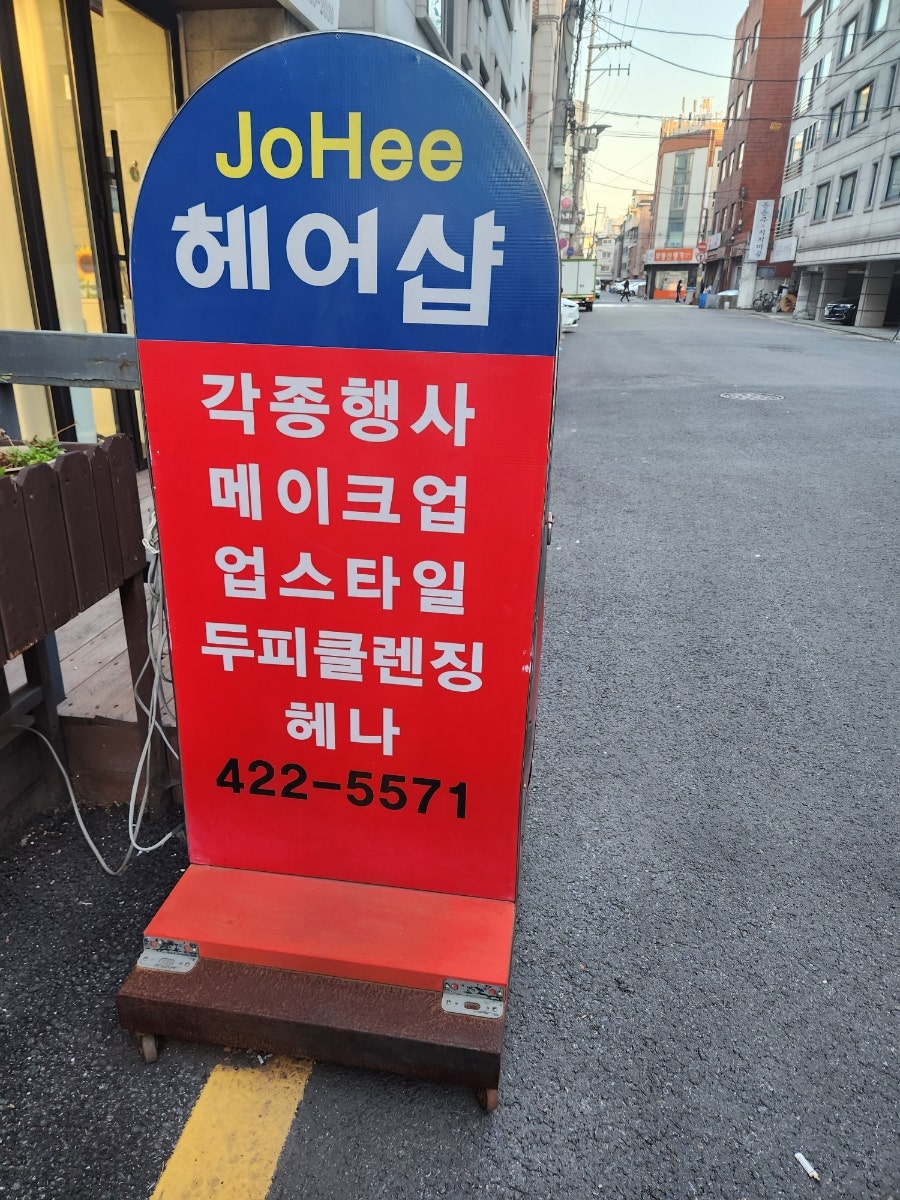 JoHee
헤어샵
각종행사
메이크업
업스타일
두피클렌징
헤나
422-5571